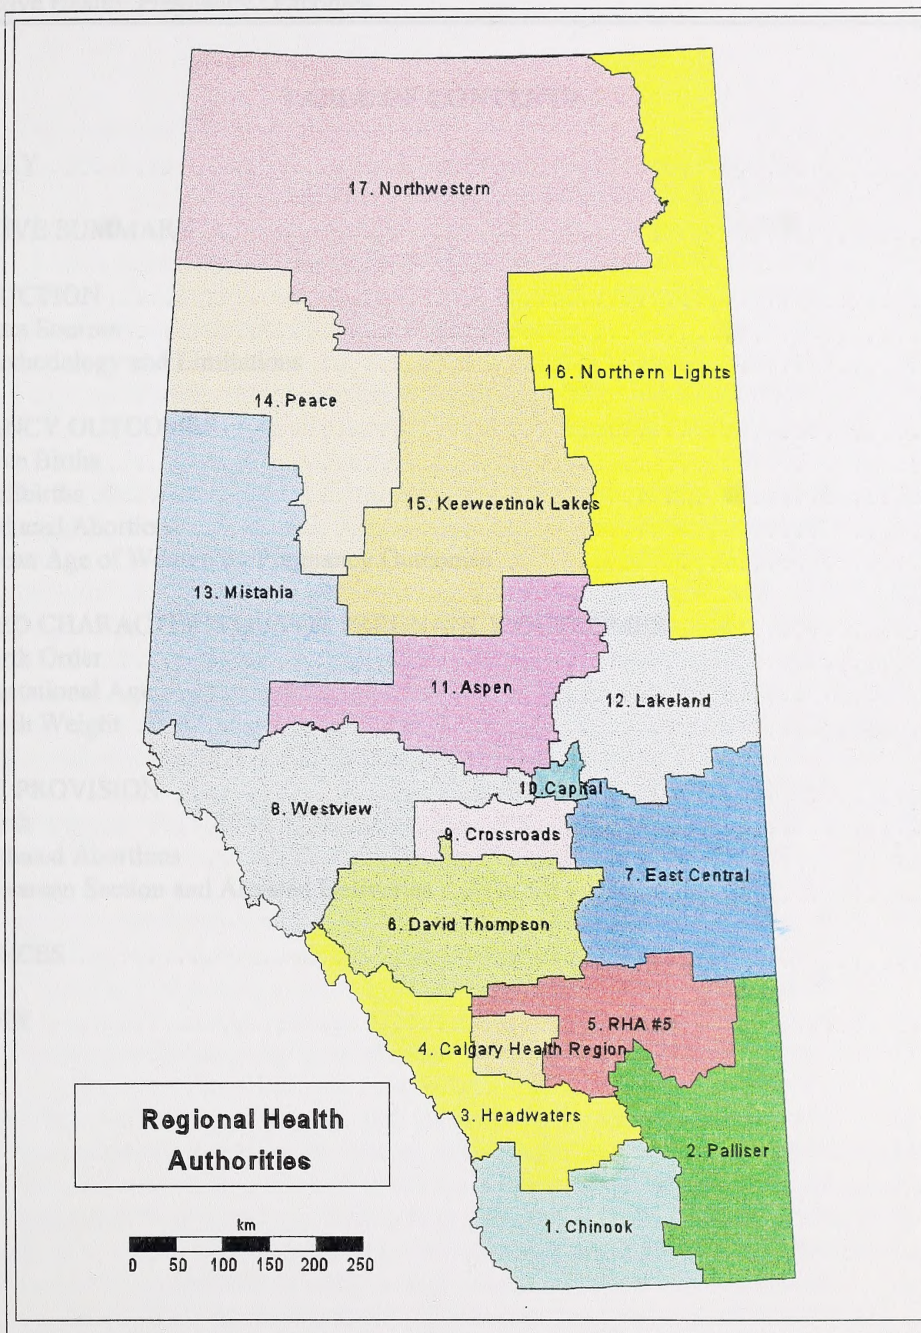 17. Northwestern
16. Northern Lights
14. Peace
15. Keeweetinok Lakes
13. Mistahia
11. Aspen
12. Lakeland
10.Capital
8. Westview
9. Crossroads
7. East Central
6. David Thompson
5. RHA #5
4. Calgary Health Region
3. Headwaters
2. Palliser
1. Chinook
Regional Health
Authorities
km
0 50 100 150 200 250